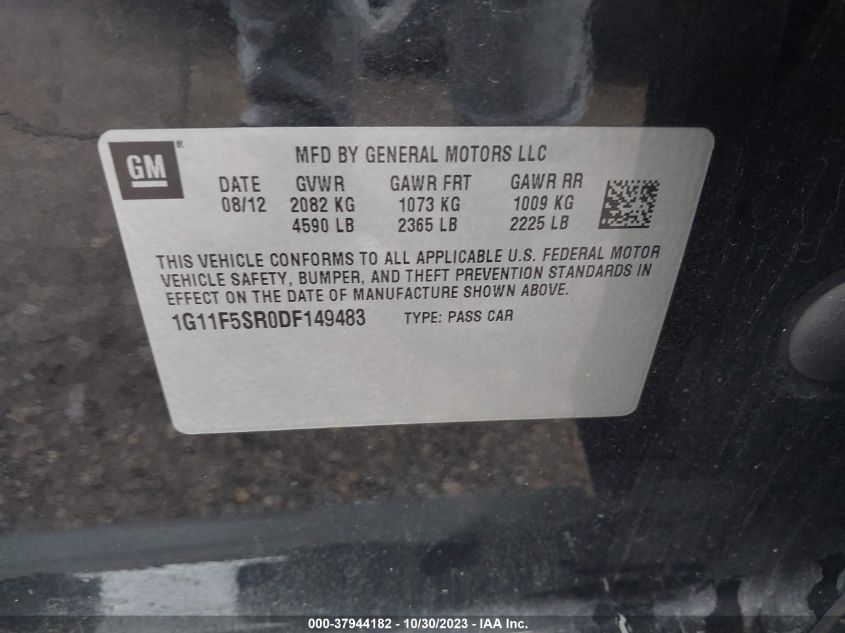 GM ®
MFD BY GENERAL MOTORS LLC
DATE GVWR GAWR FRT GAWR RR
08/12 2082 KG 1073 KG 1009 KG
4590 LB 2365 LB 2225 LB
THIS VEHICLE CONFORMS TO ALL APPLICABLE U.S. FEDERAL MOTOR
VEHICLE SAFETY, BUMPER, AND THEFT PREVENTION STANDARDS IN
EFFECT ON THE DATE OF MANUFACTURE SHOWN ABOVE.
1G11F5SR0DF149483 TYPE: PASS CAR
000-37944182 - 10/30/2023 - IAA Inc.